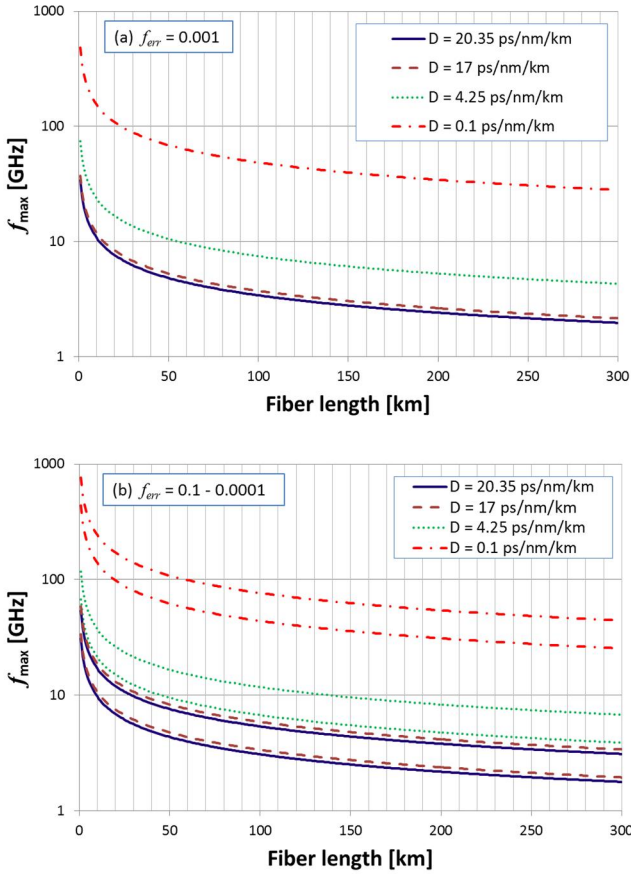 1000
(a) f_err = 0.001
D = 20.35 ps/nm/km
D = 17 ps/nm/km
D = 4.25 ps/nm/km
D = 0.1 ps/nm/km
100
10
1
f_max [GHz]
0 50 100 150 200 250 300
Fiber length [km]
1000
(b) f_err = 0.1 - 0.0001
D = 20.35 ps/nm/km
D = 17 ps/nm/km
D = 4.25 ps/nm/km
D = 0.1 ps/nm/km
100
10
1
f_max [GHz]
0 50 100 150 200 250 300
Fiber length [km]